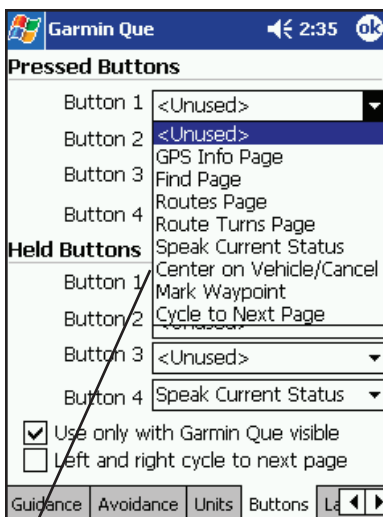 Garmin Que 2:35 ok
Pressed Buttons
Button 1 <Unused>
<Unused>
Button 2
GPS Info Page
Find Page
Button 3
Routes Page
Button 4
Route Turns Page
Speak Current Status
Held Buttons
Center on Vehicle/Cancel
Button 1
Mark Waypoint
Cycle to Next Page
Button 2
Button 3 <Unused>
Button 4 Speak Current Status
Use only with Garmin Que visible
Left and right cycle to next page
Guidance Avoidance Units Buttons La